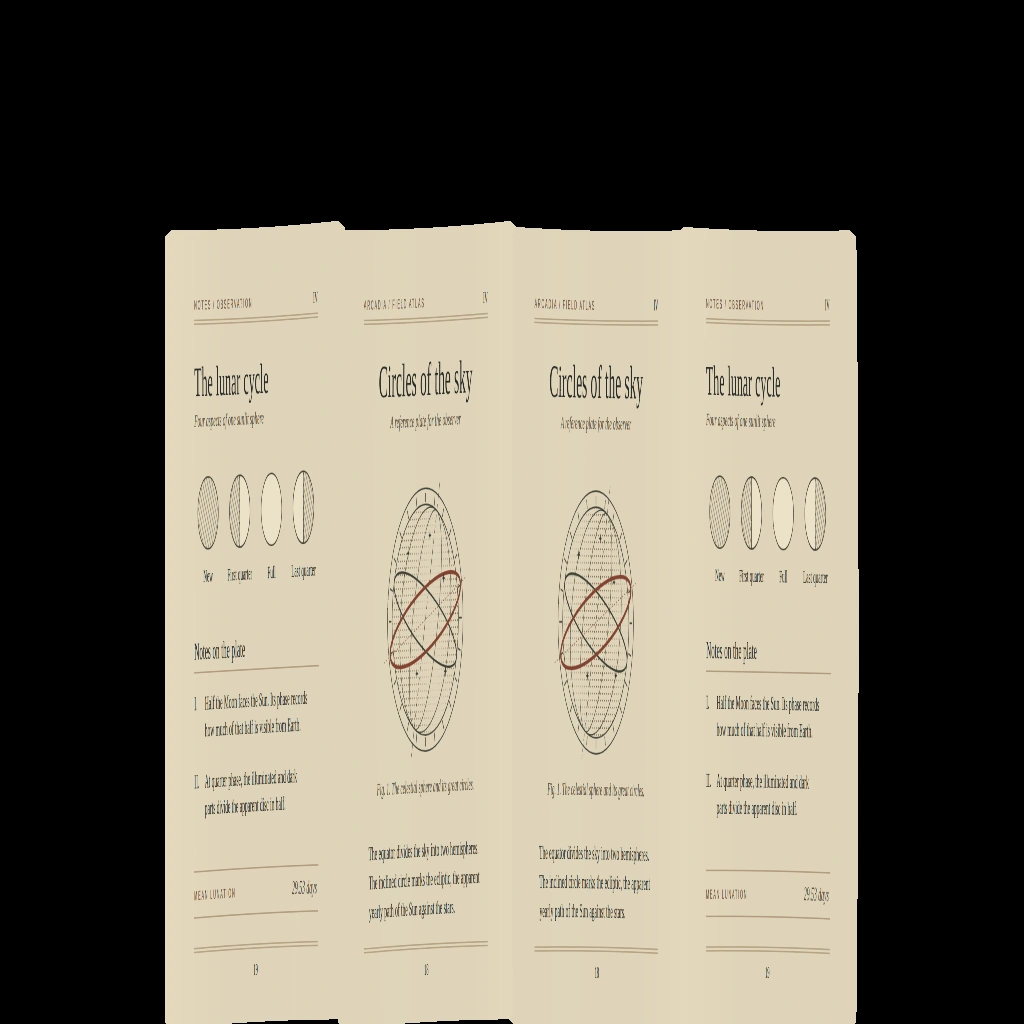 NOTES / OBSERVATION
IV
The lunar cycle
Four aspects of one sunlit sphere
New
First quarter
Full
Last quarter
Notes on the plate
I. Half the Moon faces the Sun. Its phase records
how much of that half is visible from Earth.
II. At quarter phase, the illuminated and dark
parts divide the apparent disc in half.
MEAN LUNATION
29.53 days
19
ARCADIA / FIELD ATLAS
IV
Circles of the sky
A reference plate for the observer
Fig. 1. The celestial sphere and its great circles.
The equator divides the sky into two hemispheres.
The inclined circle marks the ecliptic, the apparent
yearly path of the Sun against the stars.
18
ARCADIA / FIELD ATLAS
IV
Circles of the sky
A reference plate for the observer
Fig. 1. The celestial sphere and its great circles.
The equator divides the sky into two hemispheres.
The inclined circle marks the ecliptic, the apparent
yearly path of the Sun against the stars.
18
NOTES / OBSERVATION
IV
The lunar cycle
Four aspects of one sunlit sphere
New
First quarter
Full
Last quarter
Notes on the plate
I. Half the Moon faces the Sun. Its phase records
how much of that half is visible from Earth.
II. At quarter phase, the illuminated and dark
parts divide the apparent disc in half.
MEAN LUNATION
29.53 days
19